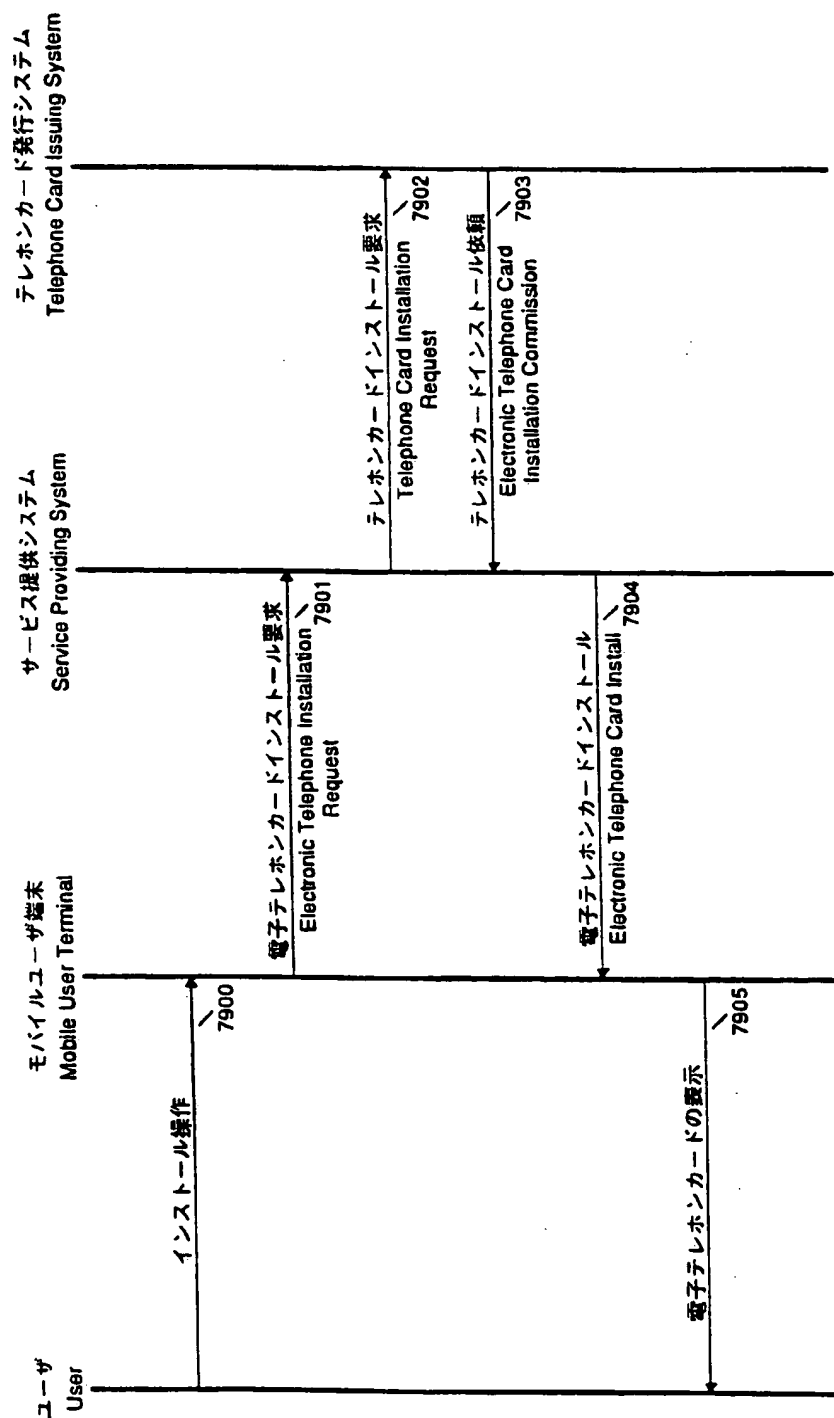 ユーザ
User
モバイルユーザ端末
Mobile User Terminal
サービス提供システム
Service Providing System
テレホンカード発行システム
Telephone Card Issuing System
インストール操作
7900
電子テレホンカードインストール要求
7901
Electronic Telephone Installation
Request
テレホンカードインストール要求
7902
Telephone Card Installation
Request
テレホンカードインストール依頼
7903
Electronic Telephone Card
Installation Commission
電子テレホンカードインストール
7904
Electronic Telephone Card Install
電子テレホンカードの表示
7905